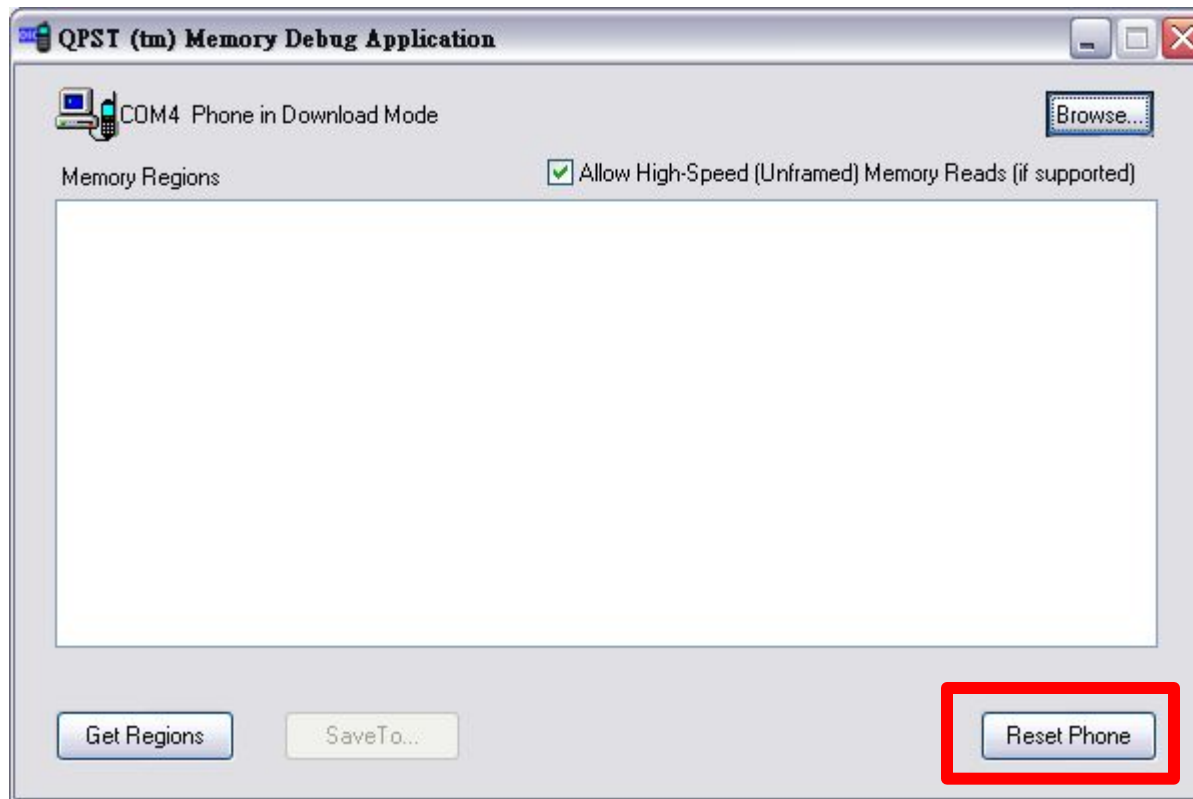 QPST (tm) Memory Debug Application
COM4 Phone in Download Mode
Browse...
Memory Regions
Allow High-Speed (Unframed) Memory Reads (if supported)
Get Regions
SaveTo...
Reset Phone